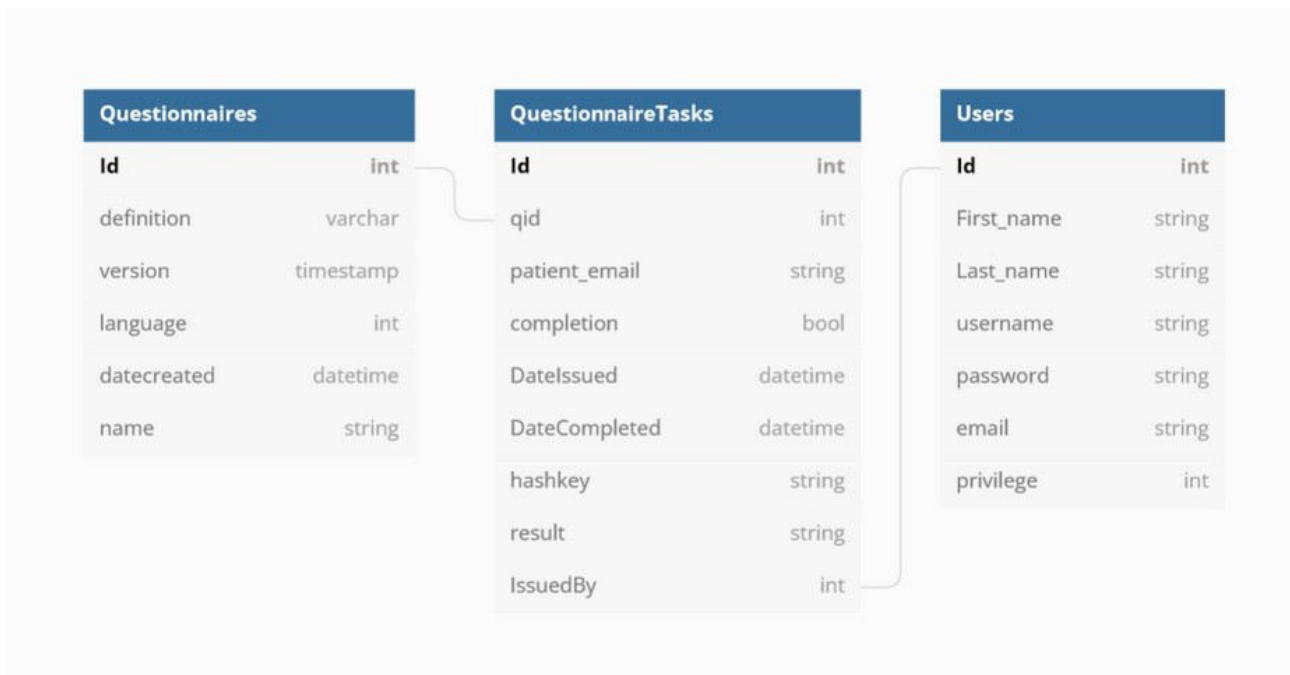 Questionnaires
Id int
definition varchar
version timestamp
language int
datecreated datetime
name string
QuestionnaireTasks
Id int
qid int
patient_email string
completion bool
DateIssued datetime
DateCompleted datetime
hashkey string
result string
IssuedBy int
Users
Id int
First_name string
Last_name string
username string
password string
email string
privilege int